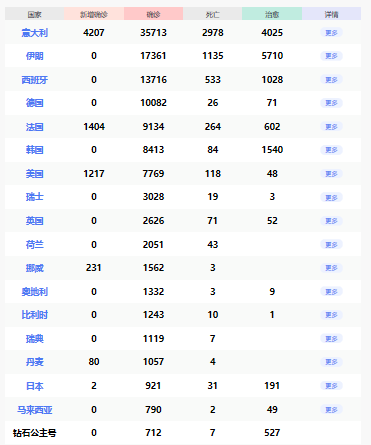 国家 新增确诊 确诊 死亡 治愈 详情
意大利 4207 35713 2978 4025 更多
伊朗 0 17361 1135 5710 更多
西班牙 0 13716 533 1028 更多
德国 0 10082 26 71 更多
法国 1404 9134 264 602 更多
韩国 0 8413 84 1540 更多
美国 1217 7769 118 48 更多
瑞士 0 3028 19 3 更多
英国 0 2626 71 52 更多
荷兰 0 2051 43 更多
挪威 231 1562 3 更多
奥地利 0 1332 3 9 更多
比利时 0 1243 10 1 更多
瑞典 0 1119 7 更多
丹麦 80 1057 4 更多
日本 2 921 31 191 更多
马来西亚 0 790 2 49 更多
钻石公主号 0 712 7 527